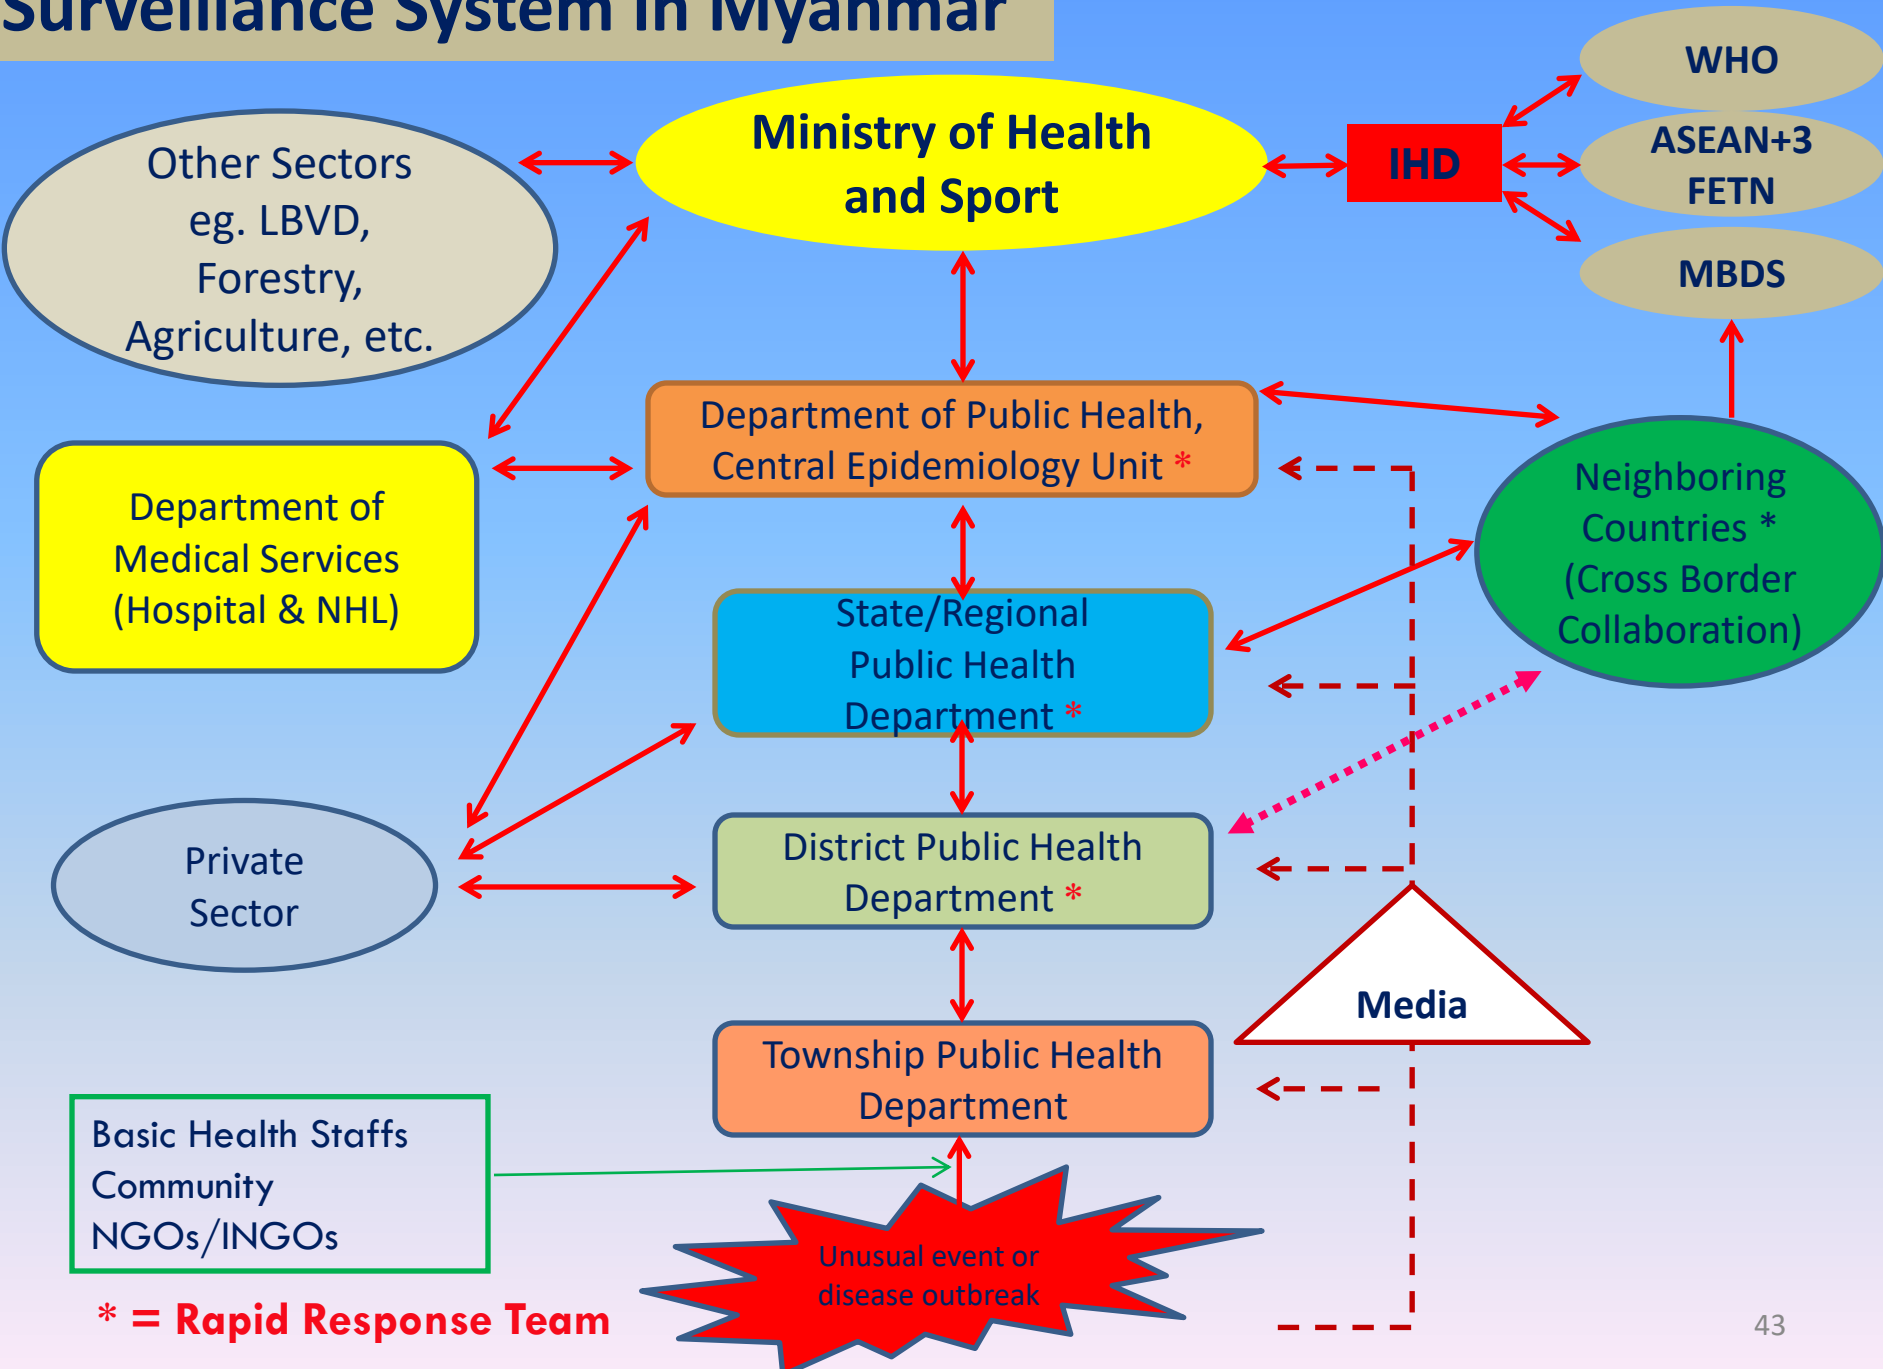 Surveillance System in Myanmar
WHO
Ministry of Health
and Sport
IHD
ASEAN+3
FETN
MBDS
Other Sectors
eg. LBVD,
Forestry,
Agriculture, etc.
Department of Public Health,
Central Epidemiology Unit *
Department of
Medical Services
(Hospital & NHL)
Neighboring
Countries *
(Cross Border
Collaboration)
State/Regional
Public Health
Department *
Private
Sector
District Public Health
Department *
Media
Township Public Health
Department
Basic Health Staffs
Community
NGOs/INGOs
Unusual event or
disease outbreak
* = Rapid Response Team
43